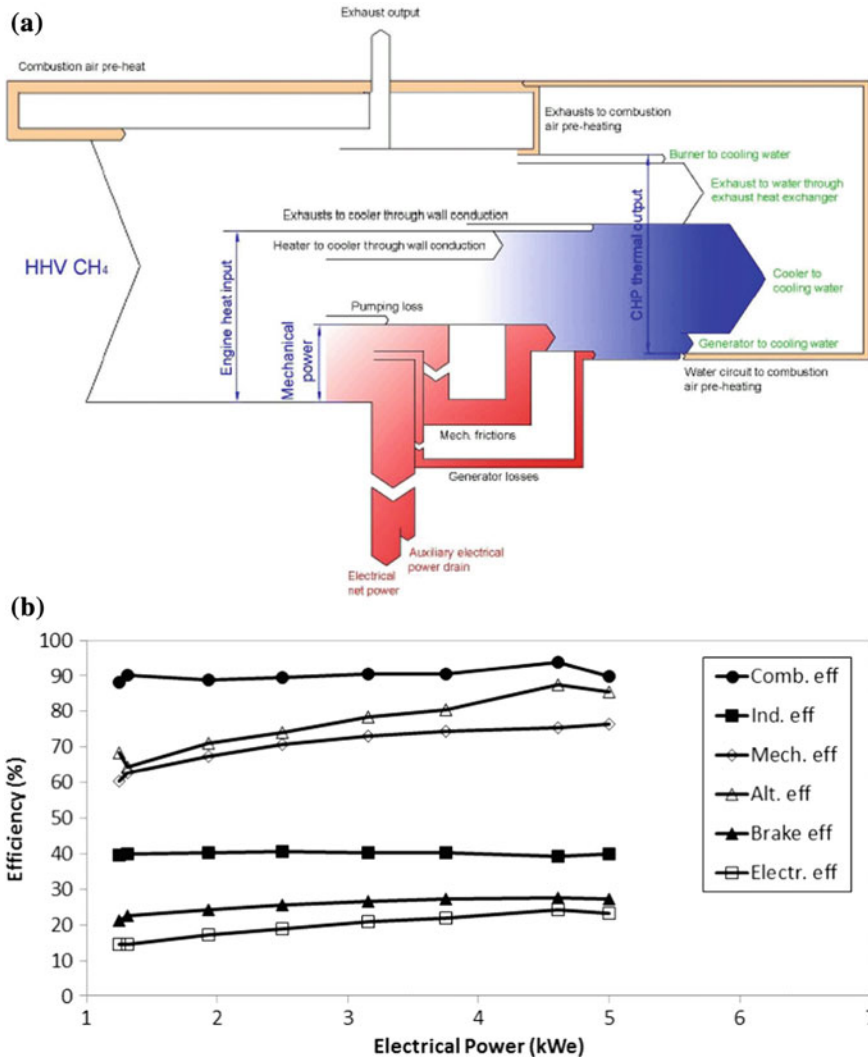 (a)
Exhaust output
Combustion air pre-heat
Exhausts to combustion
air pre-heating
Burner to cooling water
Exhaust to water through
exhaust heat exchanger
Exhausts to cooler through wall conduction
Heater to cooler through wall conduction
HHV CH₄
Engine heat input
CHP thermal output
Cooler to
cooling water
Pumping loss
Mechanical
power
Generator to cooling water
Water circuit to combustion
air pre-heating
Mech. frictions
Generator losses
Auxiliary electrical
power drain
Electrical
net power
(b)
Efficiency (%)
100
90
80
70
60
50
40
30
20
10
0
Comb. eff
Ind. eff
Mech. eff
Alt. eff
Brake eff
Electr. eff
1 2 3 4 5 6 7
Electrical Power (kWe)